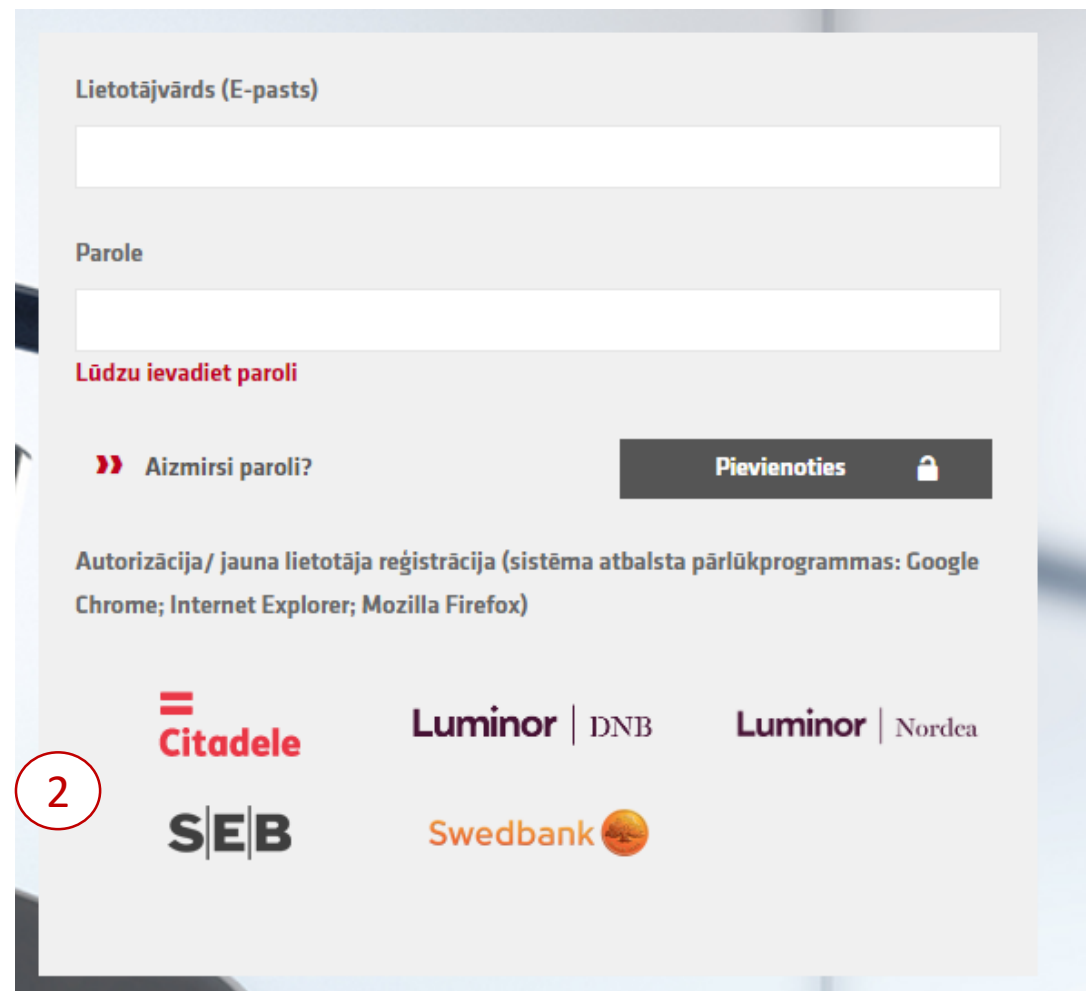 Lietotājvārds (E-pasts)
Parole
Lūdzu ievadiet paroli
Aizmirsi paroli?
Pievienoties
Autorizācija/ jauna lietotāja reģistrācija (sistēma atbalsta pārlūkprogrammas: Google
Chrome; Internet Explorer; Mozilla Firefox)
Citadele
Luminor | DNB
Luminor | Nordea
2
S|E|B
Swedbank